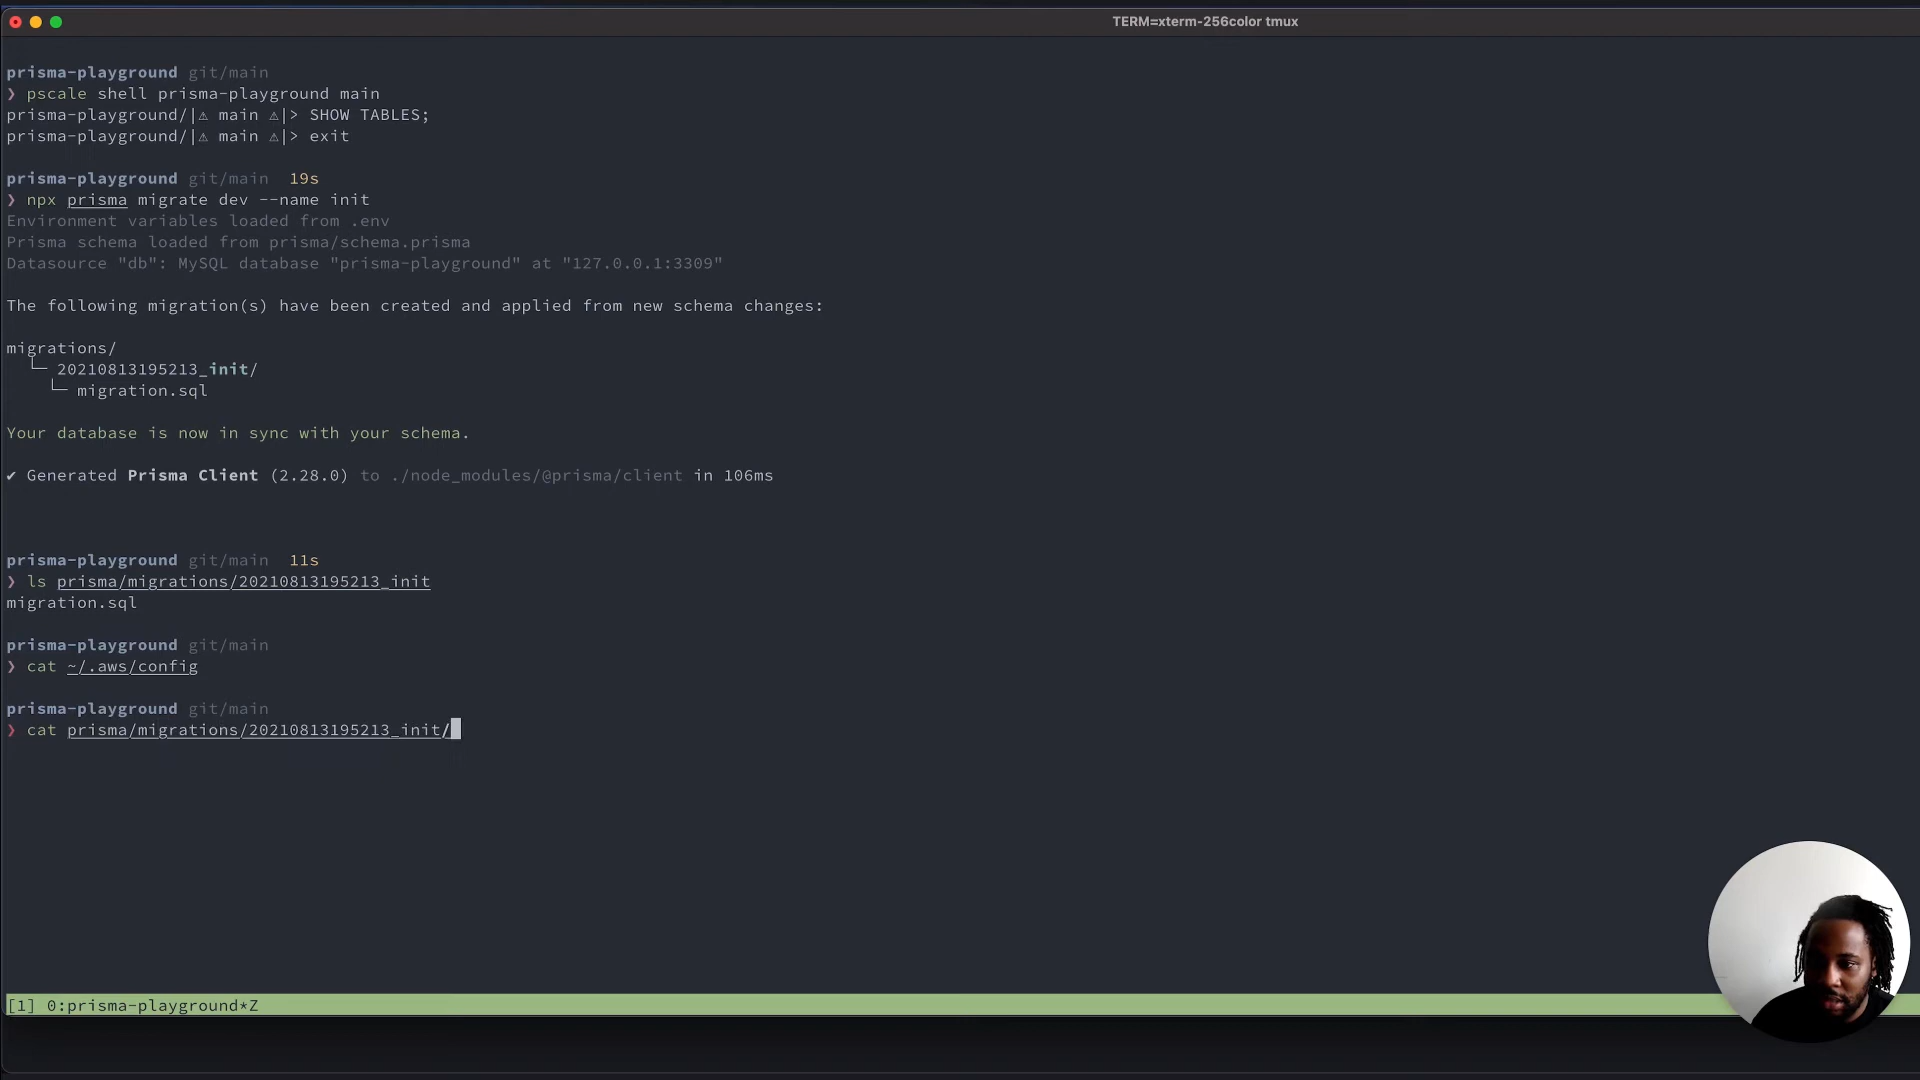 TERM=xterm-256color tmux
prisma-playground git/main
❯ pscale shell prisma-playground main
prisma-playground/|⚠ main ⚠|> SHOW TABLES;
prisma-playground/|⚠ main ⚠|> exit
prisma-playground git/main 19s
❯ npx prisma migrate dev --name init
Environment variables loaded from .env
Prisma schema loaded from prisma/schema.prisma
Datasource "db": MySQL database "prisma-playground" at "127.0.0.1:3309"
The following migration(s) have been created and applied from new schema changes:
migrations/
└─ 20210813195213_init/
└─ migration.sql
Your database is now in sync with your schema.
✔ Generated Prisma Client (2.28.0) to ./node_modules/@prisma/client in 106ms
prisma-playground git/main 11s
❯ ls prisma/migrations/20210813195213_init
migration.sql
prisma-playground git/main
❯ cat ~/.aws/config
prisma-playground git/main
❯ cat prisma/migrations/20210813195213_init/
[1] 0:prisma-playground*Z